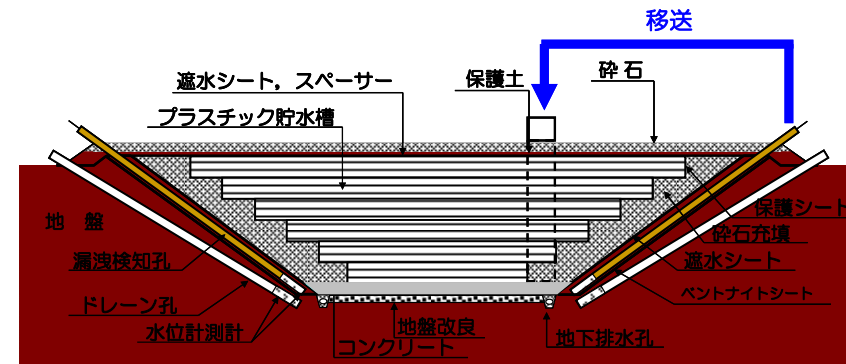 移送
遮水シート，スペーサー
保護土
砕石
プラスチック貯水槽
地盤
保護シート
砕石充填
漏洩検知孔
遮水シート
ベントナイトシート
ドレーン孔
水位計測計
地盤改良
地下排水孔
コンクリート